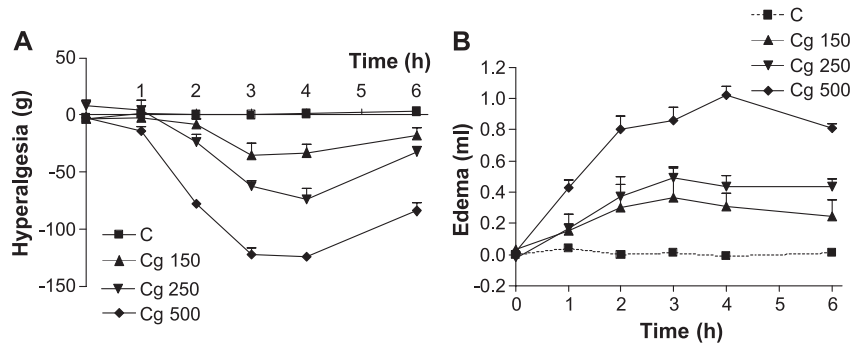 A
50
0
-50
-100
-150
Hyperalgesia (g)
Time (h)
1 2 3 4 5 6
C
Cg 150
Cg 250
Cg 500
B
C
Cg 150
Cg 250
Cg 500
1.2
1.0
0.8
0.6
0.4
0.2
0.0
-0.2
Edema (ml)
0 1 2 3 4 5 6
Time (h)